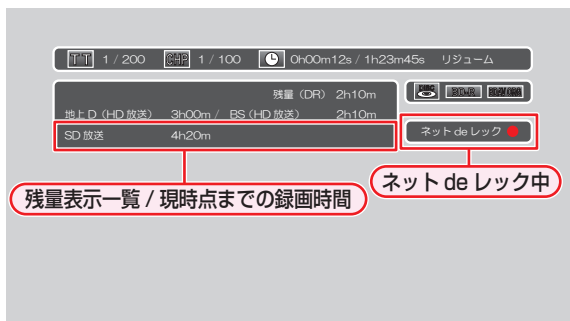 TT 1 / 200 CHP 1 / 100 0h00m12s / 1h23m45s リジューム
残量（DR） 2h10m
地上D（HD放送） 3h00m / BS（HD放送） 2h10m
SD放送 4h20m
DISC BD-R
ネット de レック
残量表示一覧 / 現時点までの録画時間
ネット de レック中